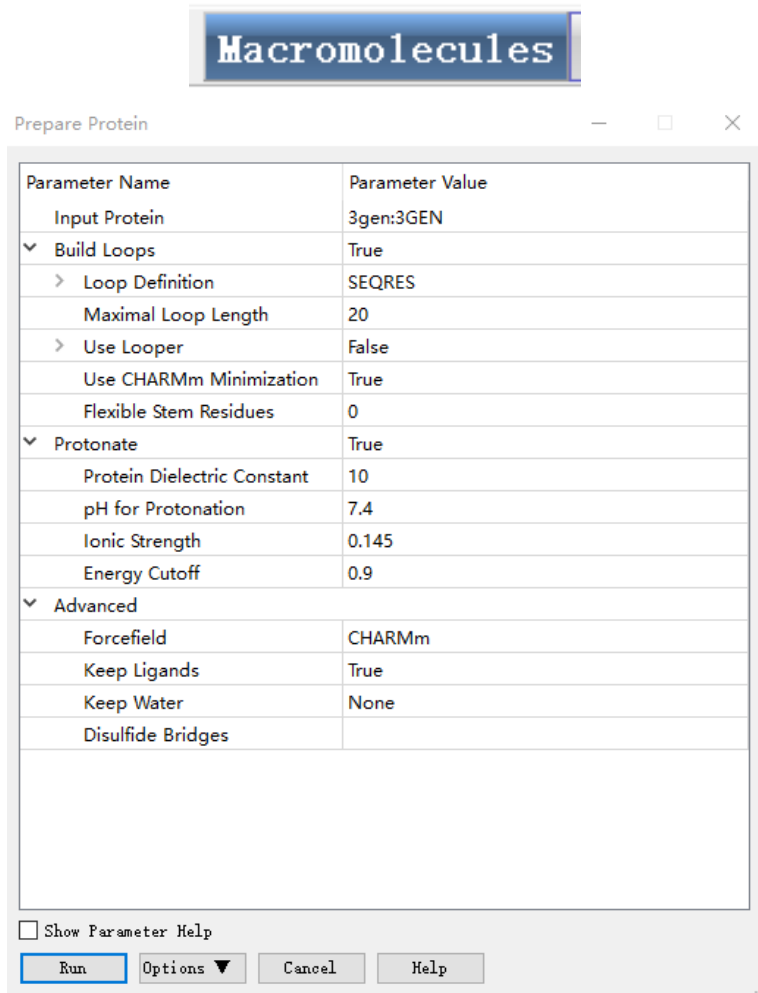 Macromolecules
Prepare Protein
Parameter Name Parameter Value
Input Protein 3gen:3GEN
Build Loops True
Loop Definition SEQRES
Maximal Loop Length 20
Use Looper False
Use CHARMm Minimization True
Flexible Stem Residues 0
Protonate True
Protein Dielectric Constant 10
pH for Protonation 7.4
Ionic Strength 0.145
Energy Cutoff 0.9
Advanced
Forcefield CHARMm
Keep Ligands True
Keep Water None
Disulfide Bridges
Show Parameter Help
Run Options ▼ Cancel Help